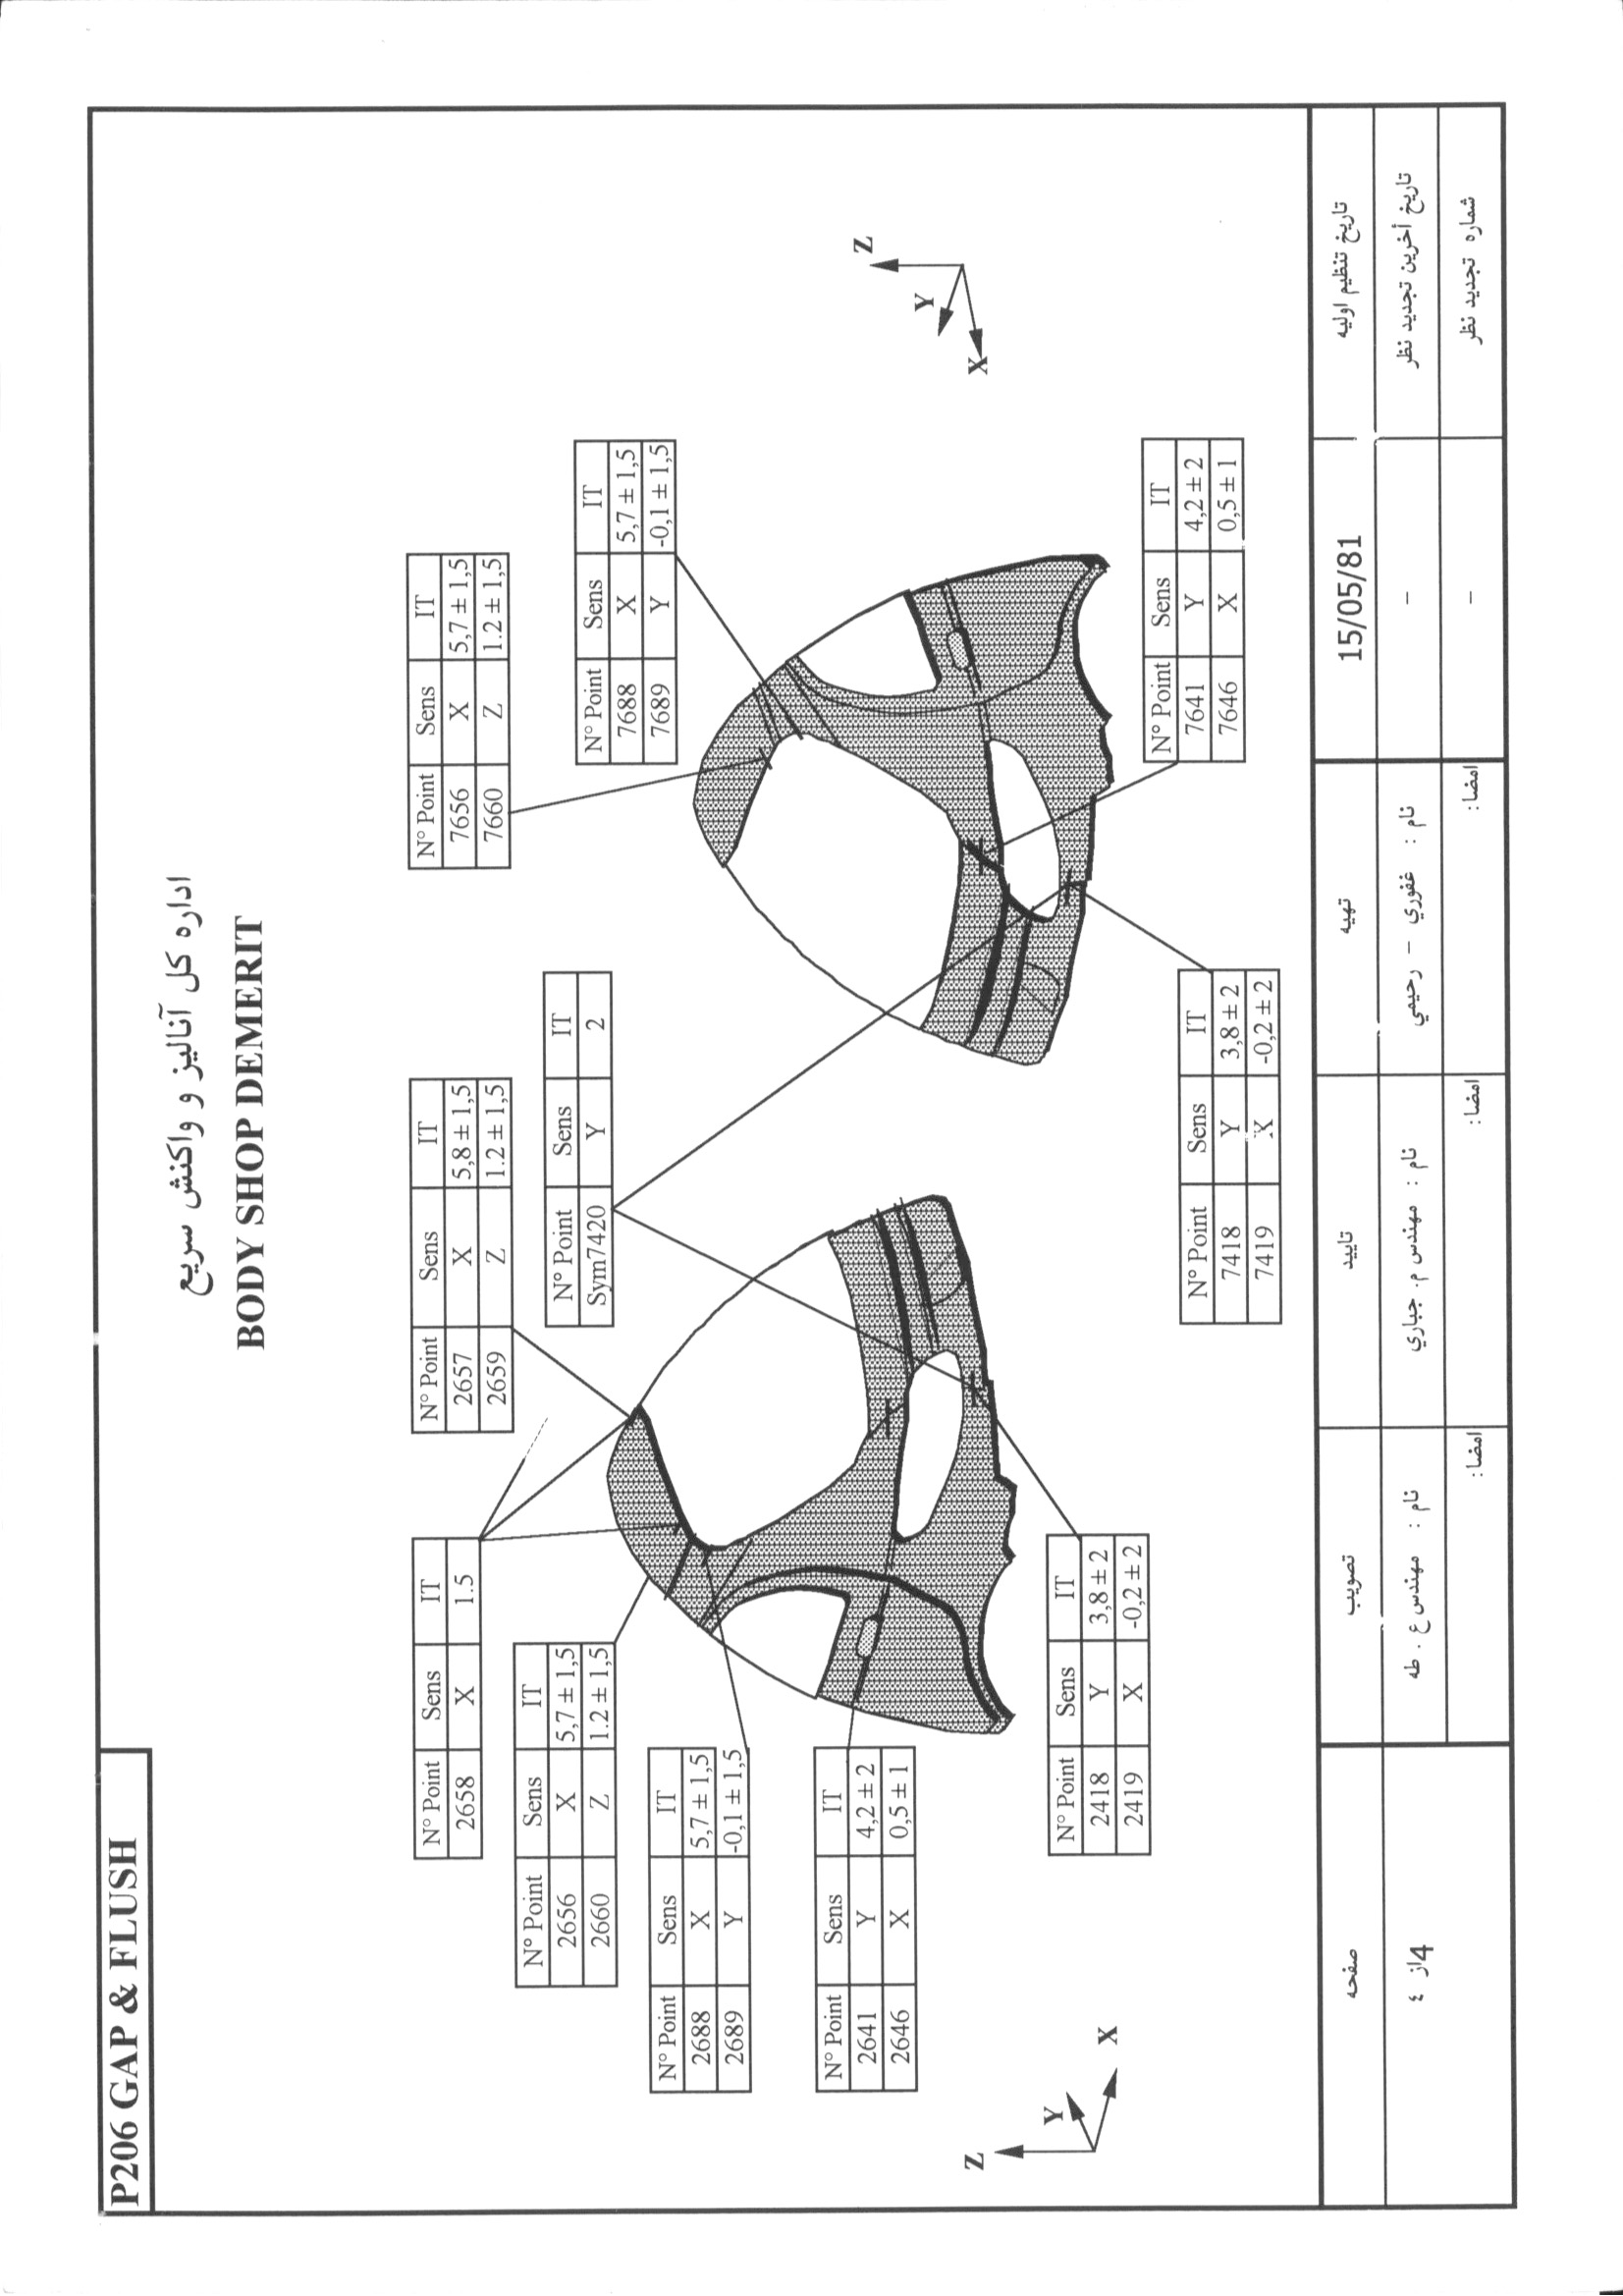 P206 GAP & FLUSH
اداره کل آنالیز و واکنش سریع
BODY SHOP DEMERIT
N° Point Sens IT
2658 X 1.5
N° Point Sens IT
2657 X 5,8 ± 1,5
2659 Z 1.2 ± 1,5
N° Point Sens IT
7656 X 5,7 ± 1,5
7660 Z 1.2 ± 1,5
N° Point Sens IT
2656 X 5,7 ± 1,5
2660 Z 1.2 ± 1,5
N° Point Sens IT
Sym7420 Y 2
N° Point Sens IT
7688 X 5,7 ± 1,5
7689 Y -0,1 ± 1,5
N° Point Sens IT
2688 X 5,7 ± 1,5
2689 Y -0,1 ± 1,5
N° Point Sens IT
2641 Y 4,2 ± 2
2646 X 0,5 ± 1
Z
Y
X
Z
Y
X
N° Point Sens IT
2418 Y 3,8 ± 2
2419 X -0,2 ± 2
N° Point Sens IT
7418 Y 3,8 ± 2
7419 X -0,2 ± 2
N° Point Sens IT
7641 Y 4,2 ± 2
7646 X 0,5 ± 1
صفحه تصویب تایید تهیه 15/05/81 تاریخ تنظیم اولیه
4از ٤ نام : مهندس ع . طه نام : مهندس م. جباري نام : غفوري - رحیمي - تاریخ أخرین تجدید نظر :
امضا: امضا: امضا: - شماره تجدید نظر :